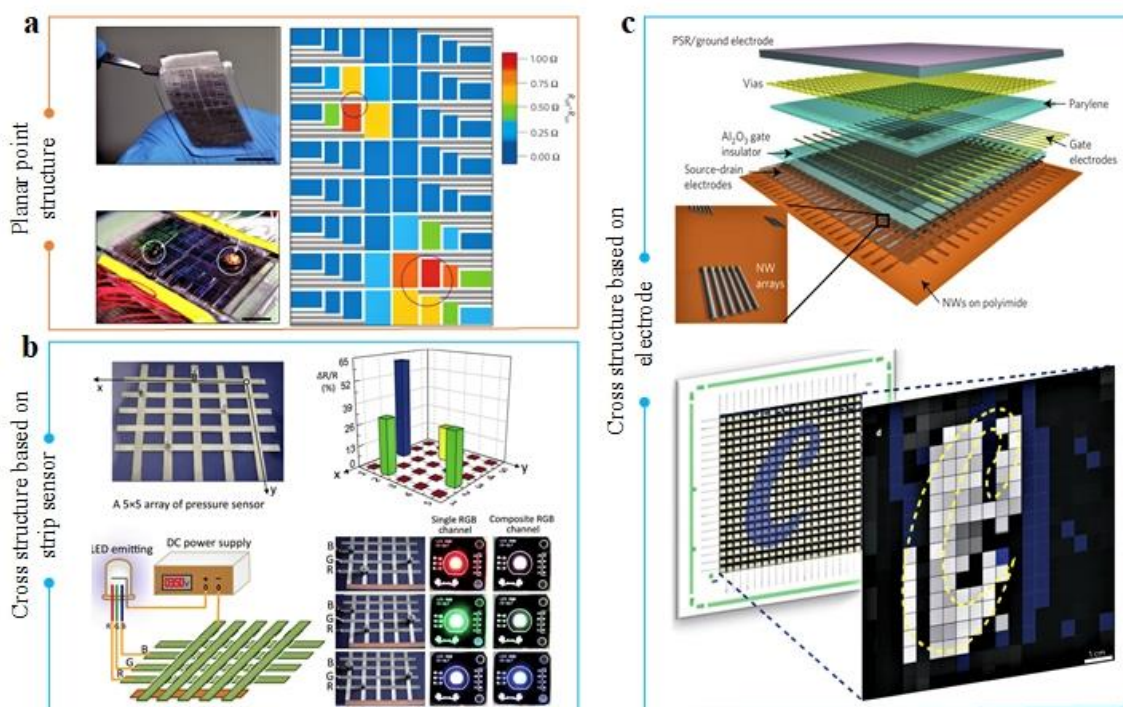 a
Planar point
structure
1.00 Ω
0.75 Ω
0.50 Ω
0.25 Ω
0.00 Ω
b
Cross structure based on
strip sensor
x
y
A 5×5 array of pressure sensor
ΔR/R
(%)
65
52
39
26
13
0
x
y
LED emitting
DC power supply
R G B
B
G
R
Single RGB
channel
Composite RGB
channel
B
G
R
B
G
R
B
G
R
c
Cross structure based on
electrode
PSR/ground electrode
Vias
Parylene
Al2O3 gate
insulator
Gate
electrodes
Source-drain
electrodes
NW
arrays
NWs on polyimide
1 cm